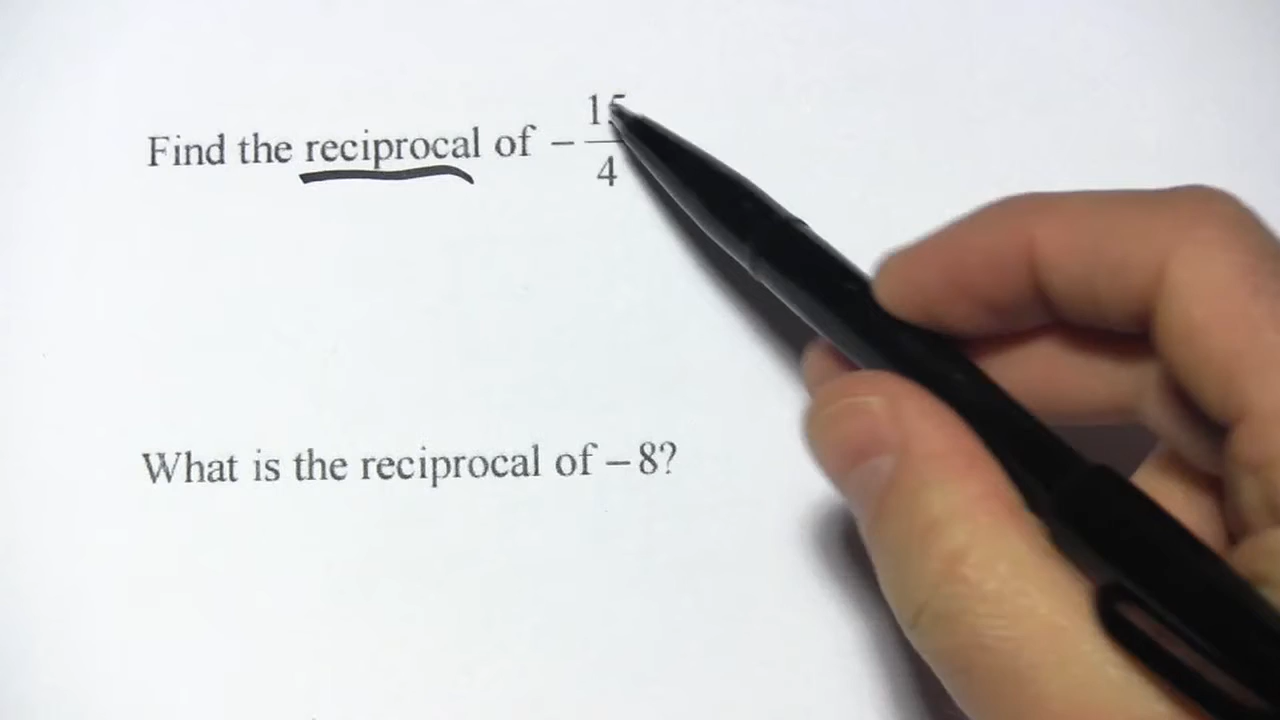 Find the reciprocal of − 15/4
What is the reciprocal of − 8?